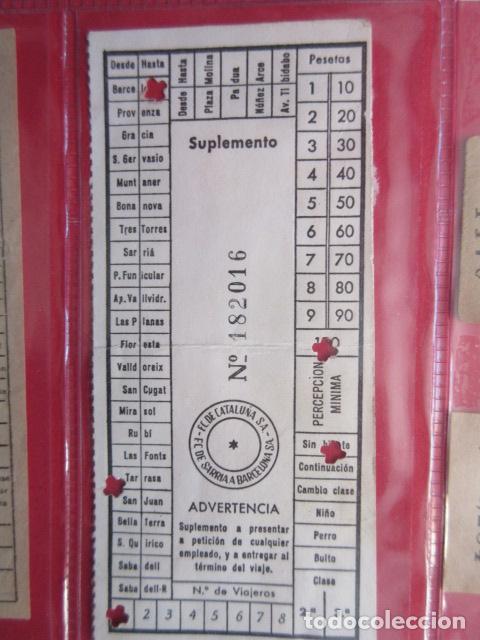 Desde Hasta
Barce
Prov enza
Gra cia
S. Ger vasio
Munt aner
Bona nova
Tres Torres
Sar riá
P. Fun icular
Ap. Va llvidr.
Las P lanas
Flor esta
Valld oreix
San Cugat
Mira sol
Ru bí
Las Fonts
Tar rasa
San Juan
Bella Terra
S. Qu irico
Saba dell
Saba dell-R
2 3 4 5 6 7 8
Desde Hasta
Plaza Molina
Pa dua
Núñez Arce
Av. Ti bidabo
Suplemento
Nº 182016
F.C. DE CATALUÑA, S.A.-
F.C. DE SARRIA A BARCELONA S.A.
ADVERTENCIA
Suplemento a presentar
a petición de cualquier
empleado, y a entregar al
término del viaje.
N.º de Viajeros
Pesetas
1 10
2 20
3 30
4 40
5 50
6 60
7 70
8 80
9 90
PERCEPCION
MINIMA
Sin
Continuación
Cambio clase
Niño
Perro
Bulto
Clase
2.ª
todocoleccion.net